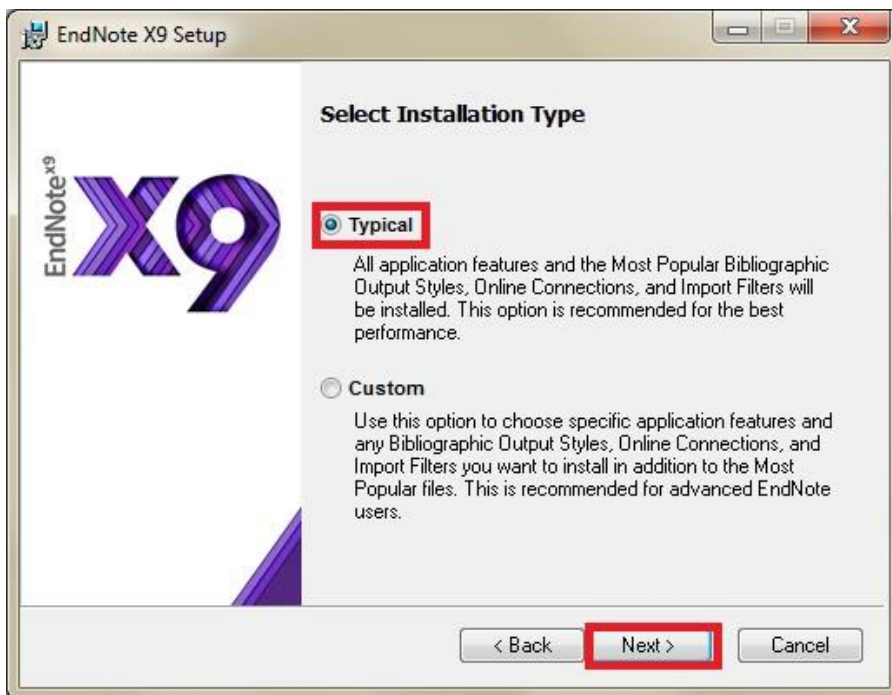 EndNote X9 Setup
Select Installation Type
EndNote X9
X9
Typical
All application features and the Most Popular Bibliographic
Output Styles, Online Connections, and Import Filters will
be installed. This option is recommended for the best
performance.
Custom
Use this option to choose specific application features and
any Bibliographic Output Styles, Online Connections, and
Import Filters you want to install in addition to the Most
Popular files. This is recommended for advanced EndNote
users.
< Back
Next >
Cancel